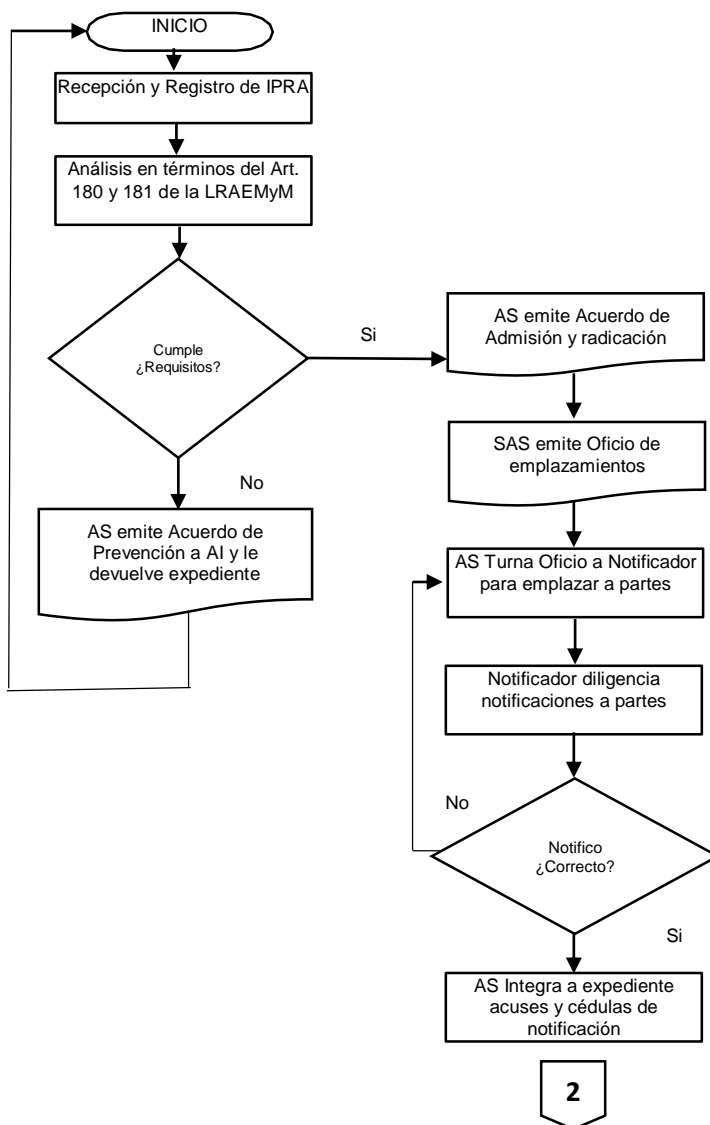 INICIO
Recepción y Registro de IPRA
Análisis en términos del Art.
180 y 181 de la LRAEMyM
Cumple
¿Requisitos?
Si
No
AS emite Acuerdo de
Prevención a AI y le
devuelve expediente
AS emite Acuerdo de
Admisión y radicación
SAS emite Oficio de
emplazamientos
AS Turna Oficio a Notificador
para emplazar a partes
Notificador diligencia
notificaciones a partes
No
Notifico
¿Correcto?
Si
AS Integra a expediente
acuses y cédulas de
notificación
2